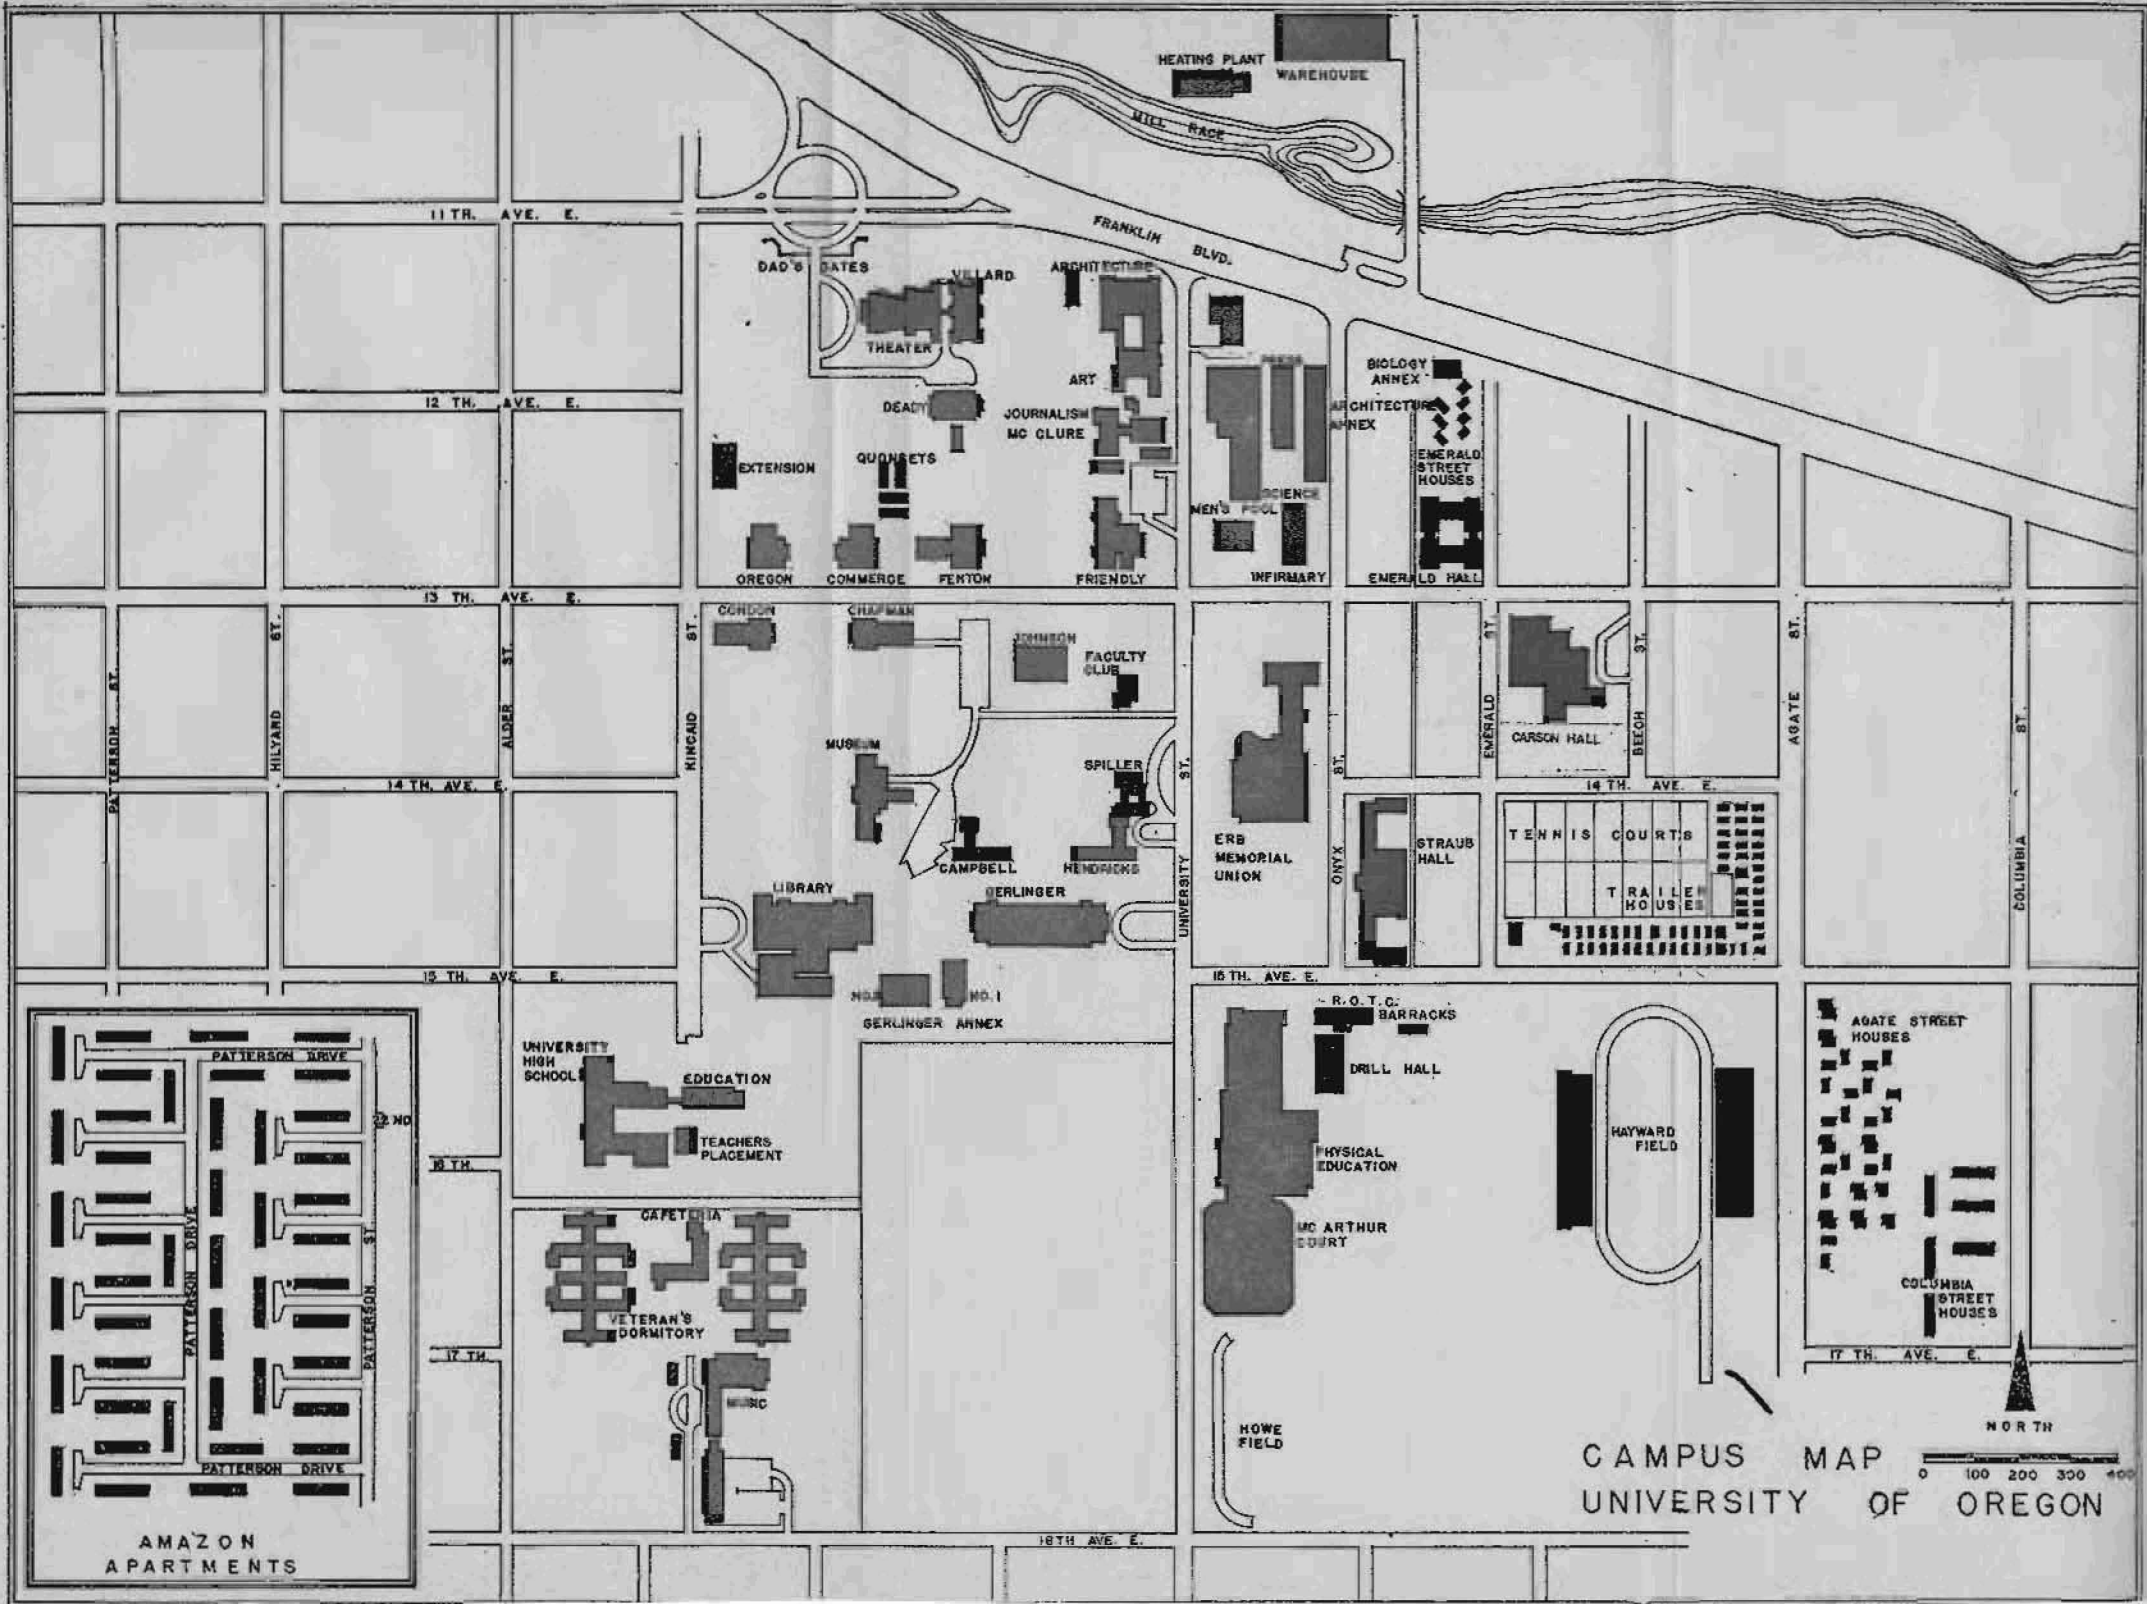 HEATING PLANT
WAREHOUSE
MILL RACE
11 TH. AVE. E.
FRANKLIN BLVD.
DAD'S GATES
VILLARD
ARCHITECTURE
THEATER
PRESS
BIOLOGY
ANNEX
ART
12 TH. AVE. E.
DEADY
JOURNALISM
MC CLURE
ARCHITECTURE
ANNEX
EXTENSION
QUONSETS
EMERALD
STREET
HOUSES
SCIENCE
MEN'S POOL
OREGON
COMMERCE
FENTON
FRIENDLY
INFIRMARY
EMERALD HALL
13 TH. AVE. E.
CONDON
CHAPMAN
JOHNSON
FACULTY
CLUB
PATTERSON ST.
HILYARD ST.
ALDER ST.
KINCAID ST.
UNIVERSITY ST.
ONYX ST.
EMERALD ST.
BEECH ST.
AGATE ST.
COLUMBIA ST.
CARSON HALL
MUSEUM
SPILLER
14 TH. AVE. E.
14 TH. AVE. E.
ERB
MEMORIAL
UNION
STRAUB
HALL
TENNIS COURTS
TRAILER
HOUSES
CAMPBELL
HENDRICKS
LIBRARY
GERLINGER
15 TH. AVE. E.
15 TH. AVE. E.
NO. 1
GERLINGER ANNEX
R.O.T.C.
BARRACKS
DRILL HALL
AGATE STREET
HOUSES
UNIVERSITY
HIGH
SCHOOL
EDUCATION
TEACHERS
PLACEMENT
PATTERSON DRIVE
22 ND
PATTERSON DRIVE
PATTERSON ST.
16 TH.
HAYWARD
FIELD
PHYSICAL
EDUCATION
CAFETERIA
MC ARTHUR
COURT
VETERAN'S
DORMITORY
COLUMBIA
STREET
HOUSES
17 TH.
17 TH. AVE. E.
MUSIC
HOWE
FIELD
NORTH
PATTERSON DRIVE
CAMPUS MAP
0 100 200 300 400
UNIVERSITY OF OREGON
AMAZON
APARTMENTS
18TH AVE. E.